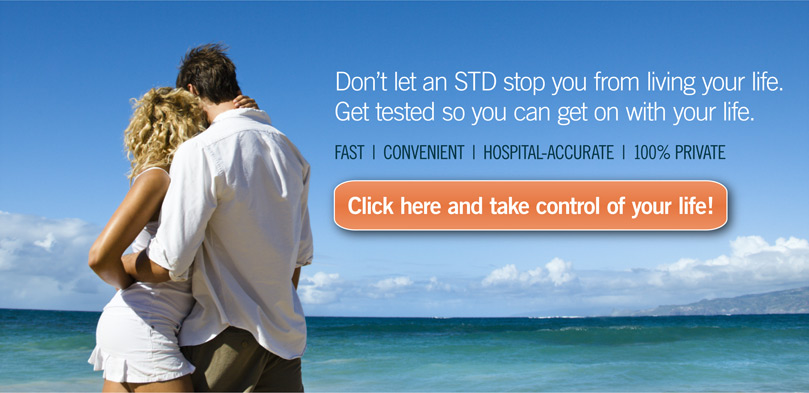 Don’t let an STD stop you from living your life.
Get tested so you can get on with your life.
FAST | CONVENIENT | HOSPITAL-ACCURATE | 100% PRIVATE
Click here and take control of your life!